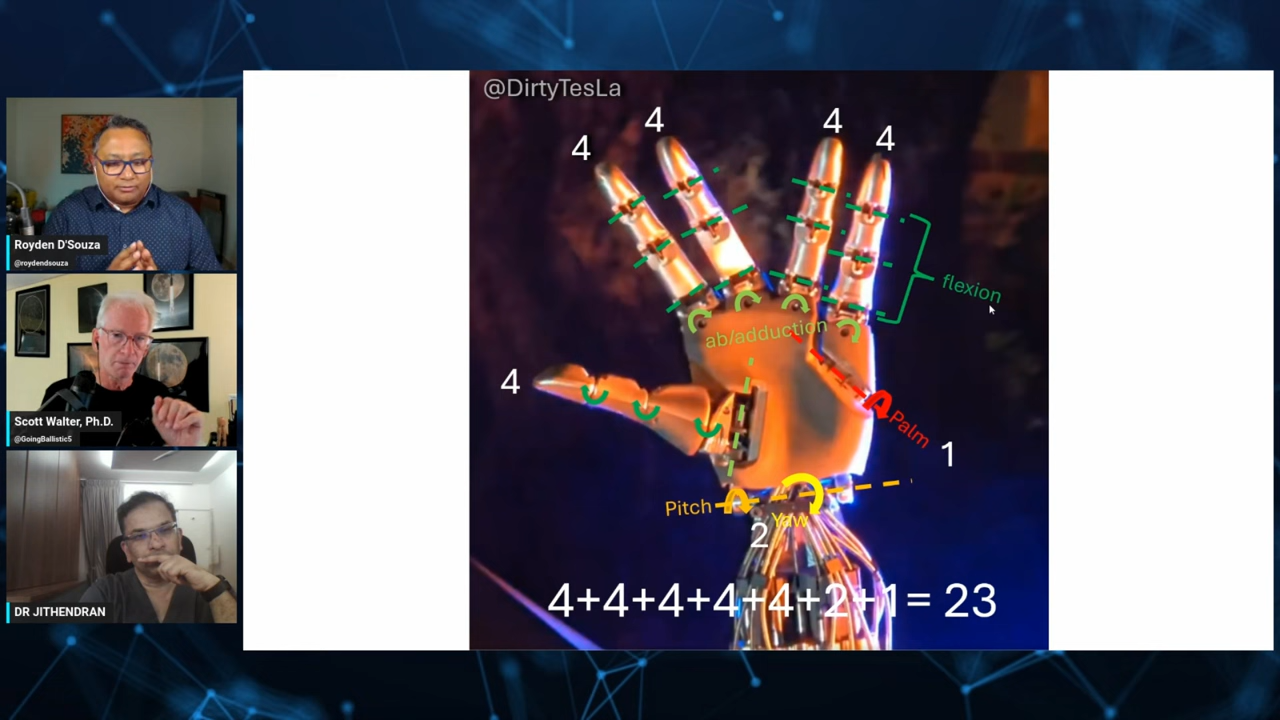 @DirtyTesLa
4
4
4
4
flexion
ab/adduction
4
Palm
1
Pitch
Yaw
2
4+4+4+4+4+2+1= 23
Royden D'Souza
@roydendsouza
Scott Walter, Ph.D.
@GoingBallistic5
DR JITHENDRAN